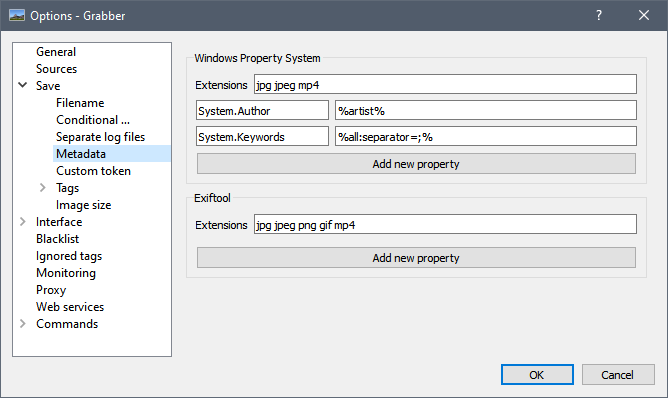 Options - Grabber
General
Sources
Save
Filename
Conditional ...
Separate log files
Metadata
Custom token
Tags
Image size
Interface
Blacklist
Ignored tags
Monitoring
Proxy
Web services
Commands
Windows Property System
Extensions jpg jpeg mp4
System.Author %artist%
System.Keywords %all:separator=;%
Add new property
Exiftool
Extensions jpg jpeg png gif mp4
Add new property
OK Cancel